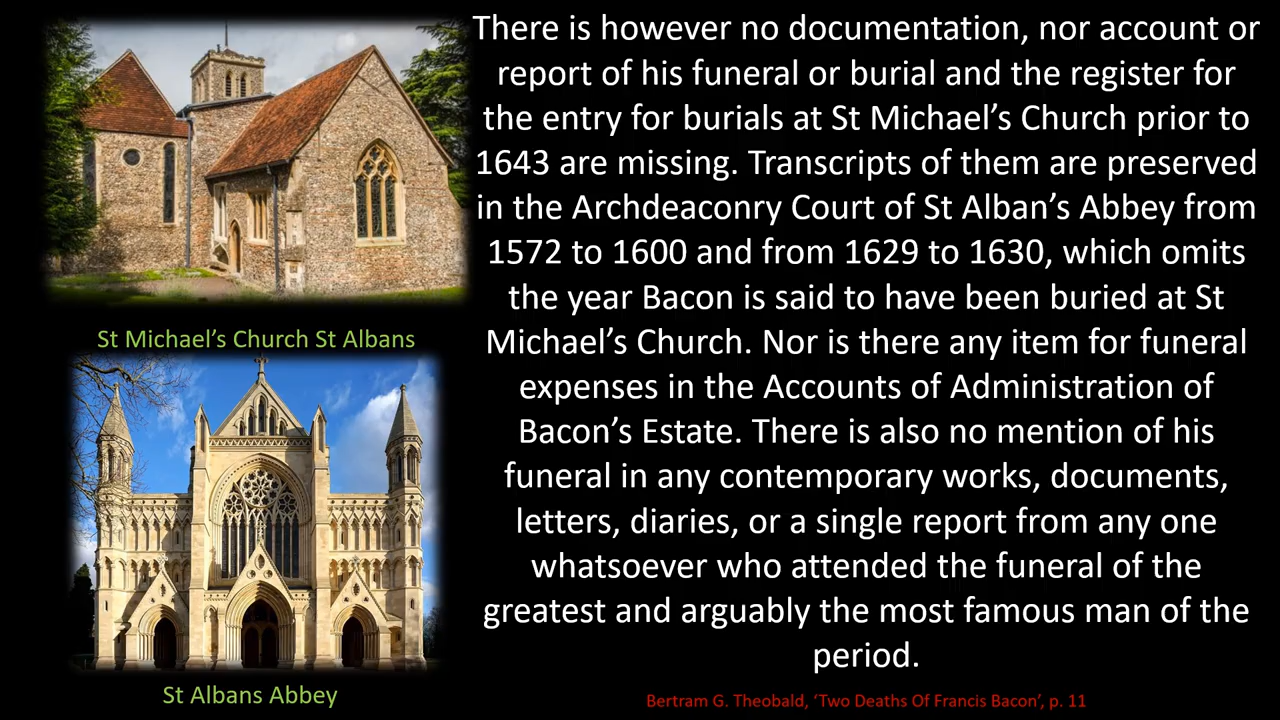 There is however no documentation, nor account or
report of his funeral or burial and the register for
the entry for burials at St Michael’s Church prior to
1643 are missing. Transcripts of them are preserved
in the Archdeaconry Court of St Alban’s Abbey from
1572 to 1600 and from 1629 to 1630, which omits
the year Bacon is said to have been buried at St
Michael’s Church. Nor is there any item for funeral
expenses in the Accounts of Administration of
Bacon’s Estate. There is also no mention of his
funeral in any contemporary works, documents,
letters, diaries, or a single report from any one
whatsoever who attended the funeral of the
greatest and arguably the most famous man of the
period.
St Michael’s Church St Albans
St Albans Abbey
Bertram G. Theobald, ‘Two Deaths Of Francis Bacon’, p. 11